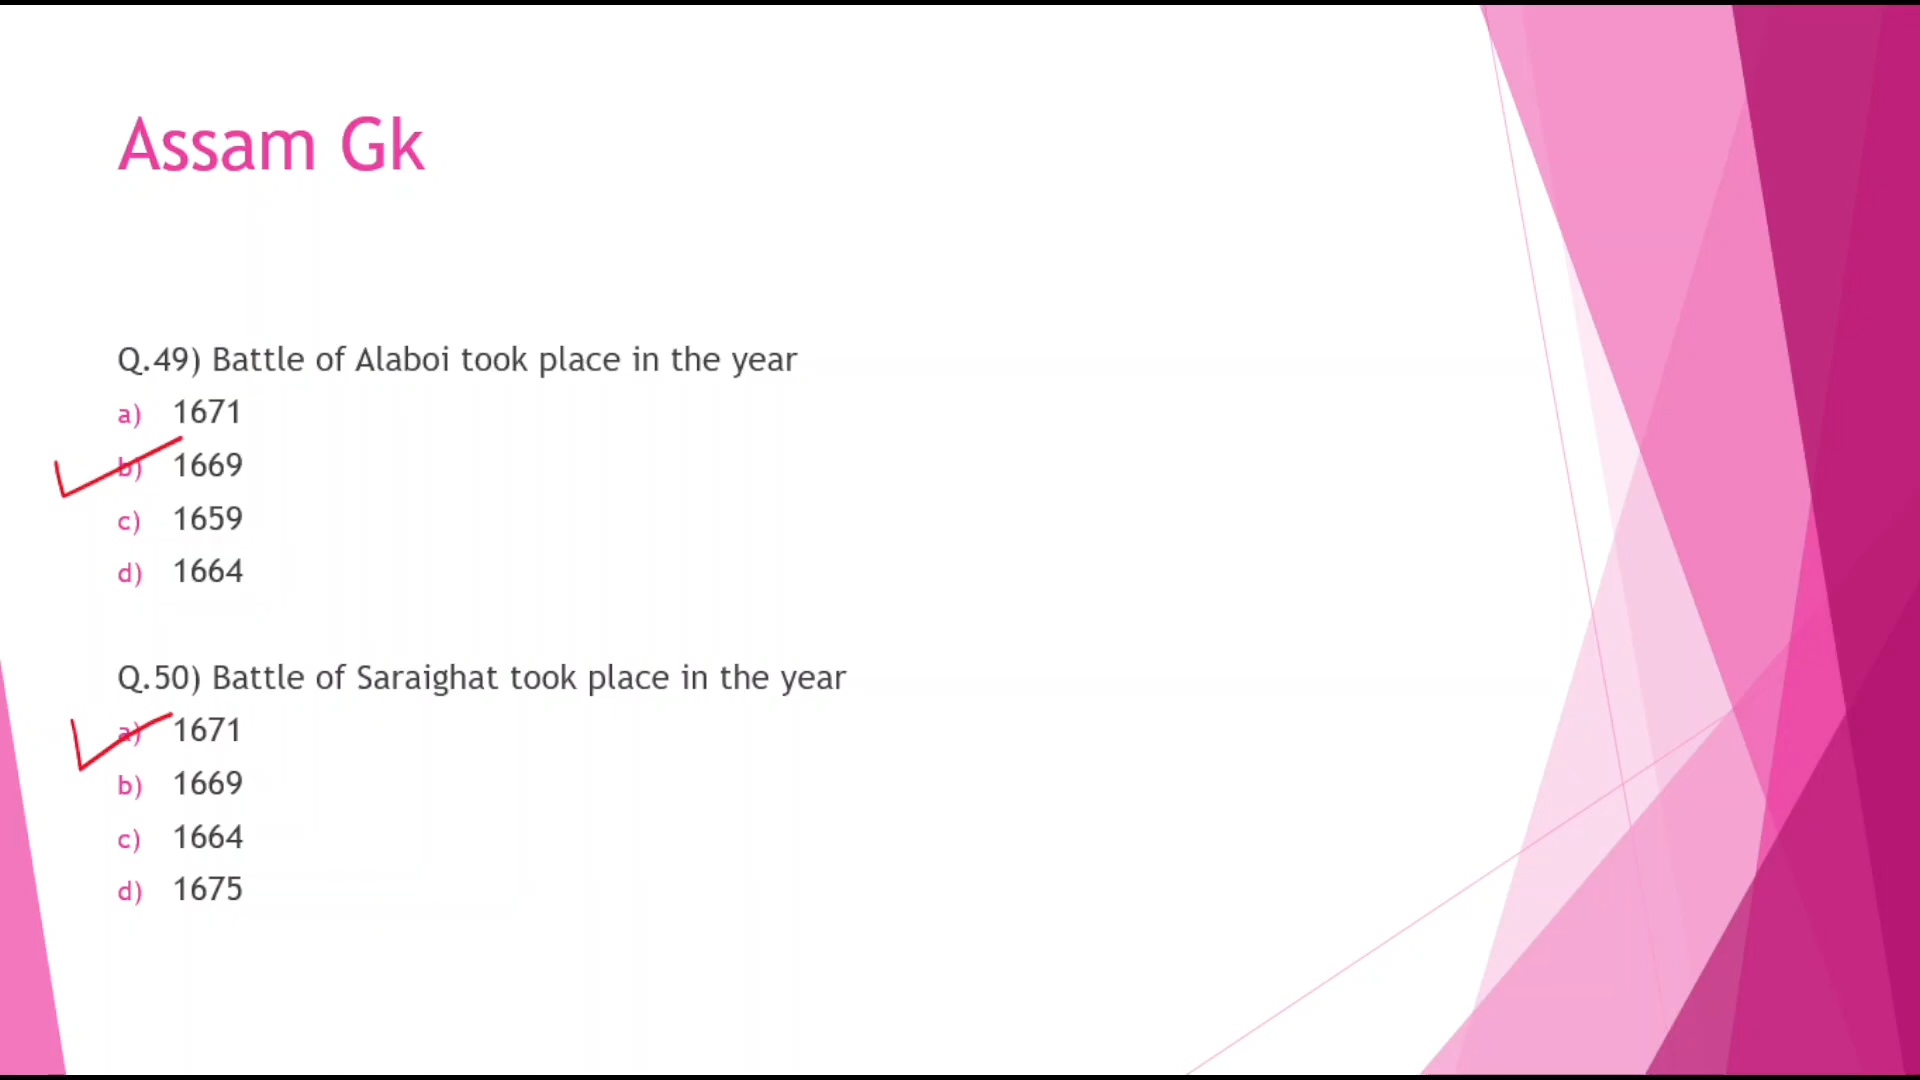 Assam Gk
Q.49) Battle of Alaboi took place in the year
a) 1671
b) 1669
c) 1659
d) 1664
Q.50) Battle of Saraighat took place in the year
a) 1671
b) 1669
c) 1664
d) 1675